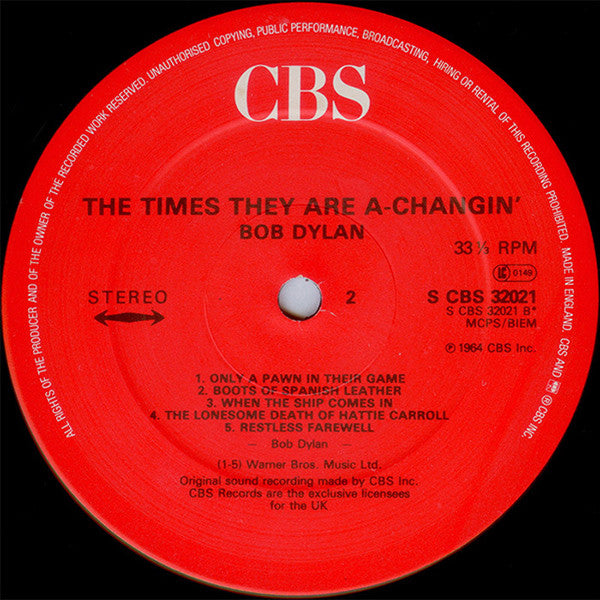 ALL RIGHTS OF THE PRODUCER AND OF THE OWNER OF THE RECORDED WORK RESERVED. UNAUTHORISED COPYING, PUBLIC PERFORMANCE, BROADCASTING, HIRING OR RENTAL OF THIS RECORDING PROHIBITED. MADE IN ENGLAND. CBS AND CBS ® © CBS INC.
CBS
THE TIMES THEY ARE A-CHANGIN'
BOB DYLAN
33⅓ RPM
LC 0149
STEREO
2
S CBS 32021
S CBS 32021 B*
MCPS/BIEM
℗ 1964 CBS Inc.
1. ONLY A PAWN IN THEIR GAME
2. BOOTS OF SPANISH LEATHER
3. WHEN THE SHIP COMES IN
4. THE LONESOME DEATH OF HATTIE CARROLL
5. RESTLESS FAREWELL
— Bob Dylan —
(1-5) Warner Bros. Music Ltd.
Original sound recording made by CBS Inc.
CBS Records are the exclusive licensees
for the UK